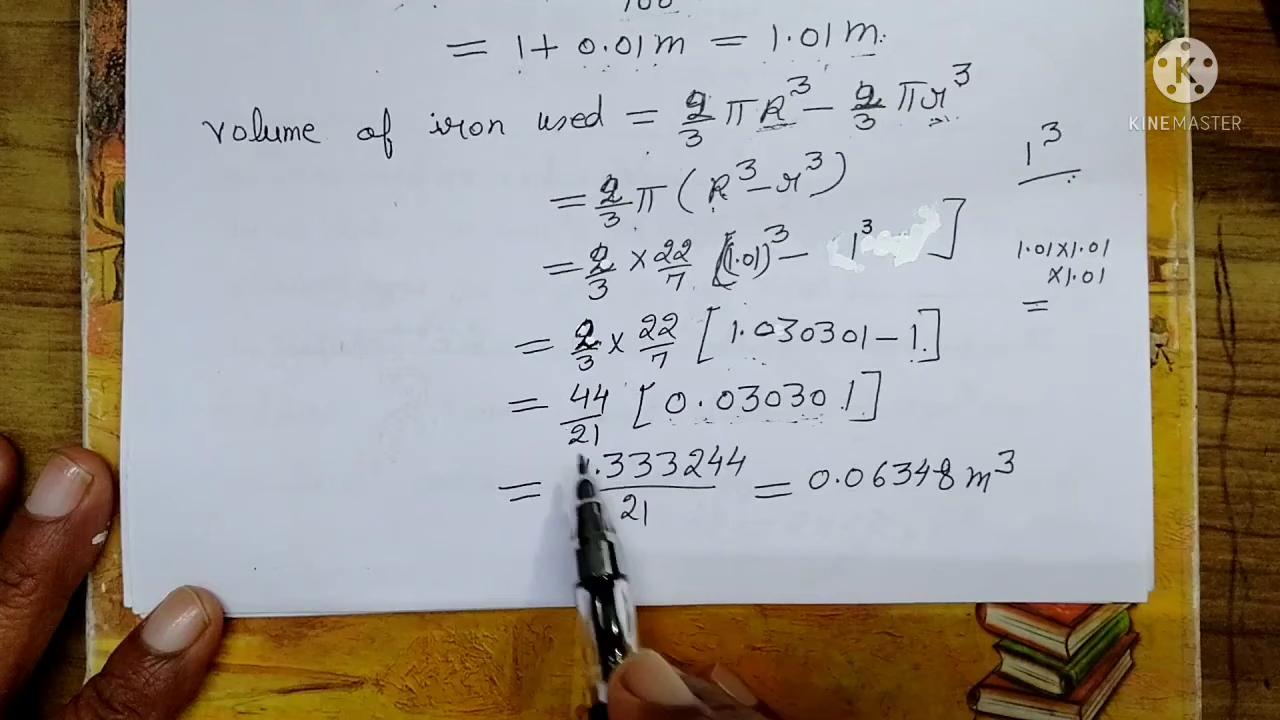 100
= 1 + 0.01 m = 1.01 m.
volume of iron used = 2/3 π R³ − 2/3 π r³
= 2/3 π ( R³ − r³ )
= 2/3 × 22/7 [(1.01)³ − 1³ ]
= 2/3 × 22/7 [ 1.030301 − 1 ]
= 44/21 [ 0.030301 ]
= .333244/21 = 0.06348 m³
1³
1.01 × 1.01
× 1.01
=
K
KINEMASTER